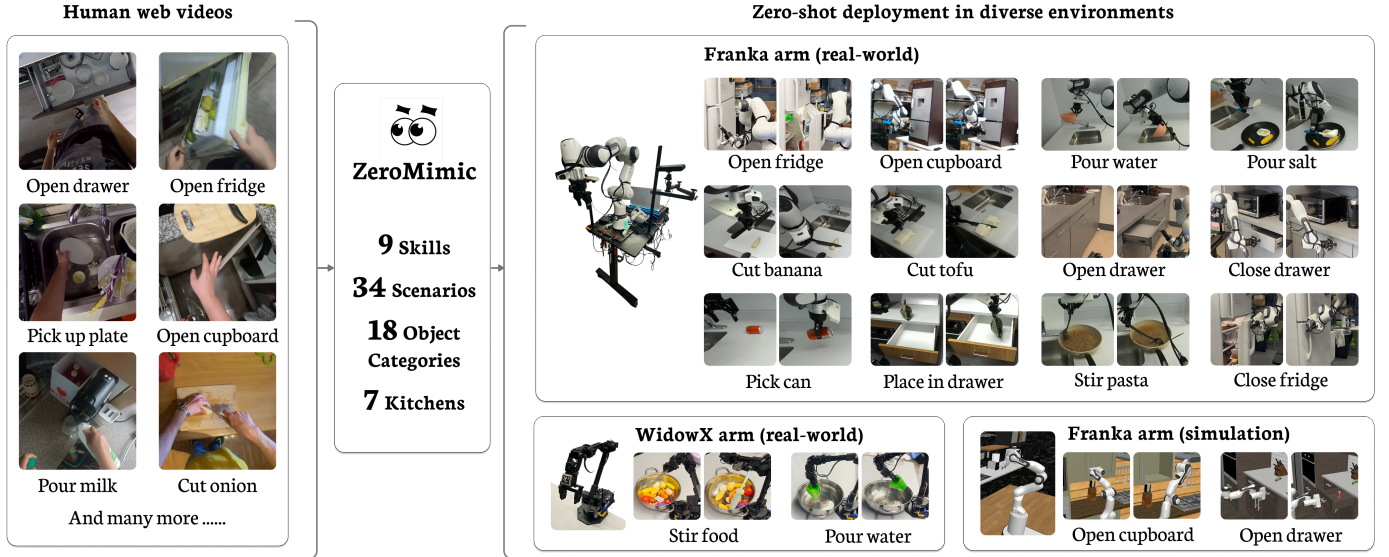 Human web videos
Open drawer
Open fridge
Pick up plate
Open cupboard
Pour milk
Cut onion
And many more ......
ZeroMimic
9 Skills
34 Scenarios
18 Object
Categories
7 Kitchens
Zero-shot deployment in diverse environments
Franka arm (real-world)
Open fridge
Open cupboard
Pour water
Pour salt
Cut banana
Cut tofu
Open drawer
Close drawer
Pick can
Place in drawer
Stir pasta
Close fridge
WidowX arm (real-world)
Stir food
Pour water
Franka arm (simulation)
Open cupboard
Open drawer